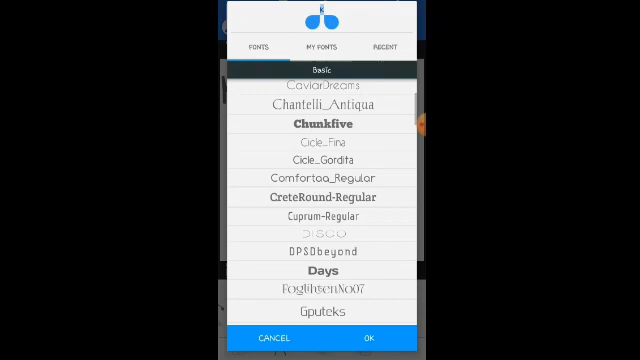 K
FONTS MY FONTS RECENT
Basic
CaviarDreams
Chantelli_Antiqua
Chunkfive
Cicle_Fina
Cicle_Gordita
Comfortaa_Regular
CreteRound-Regular
Cuprum-Regular
DISCO
DPSDbeyond
Days
FoglihtenNo07
Gputeks
CANCEL OK